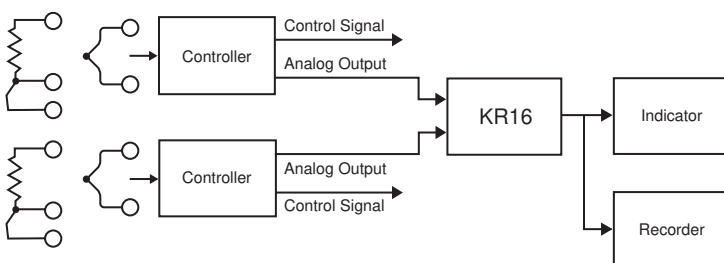 Control Signal
Controller
Analog Output
KR16
Indicator
Controller
Analog Output
Control Signal
Recorder